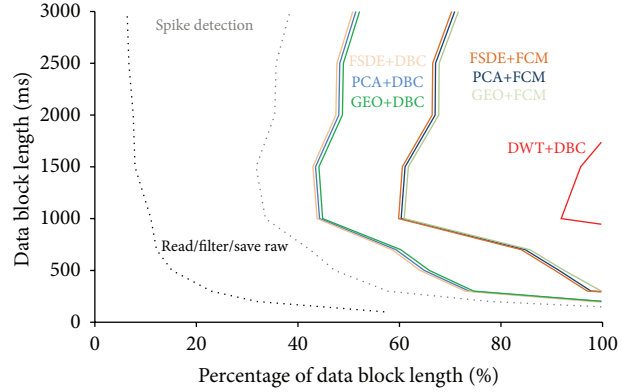 3000
Spike detection
2500
FSDE+DBC
FSDE+FCM
PCA+DBC
PCA+FCM
GEO+DBC
GEO+FCM
2000
DWT+DBC
1500
1000
Read/filter/save raw
500
0
Data block length (ms)
0 20 40 60 80 100
Percentage of data block length (%)